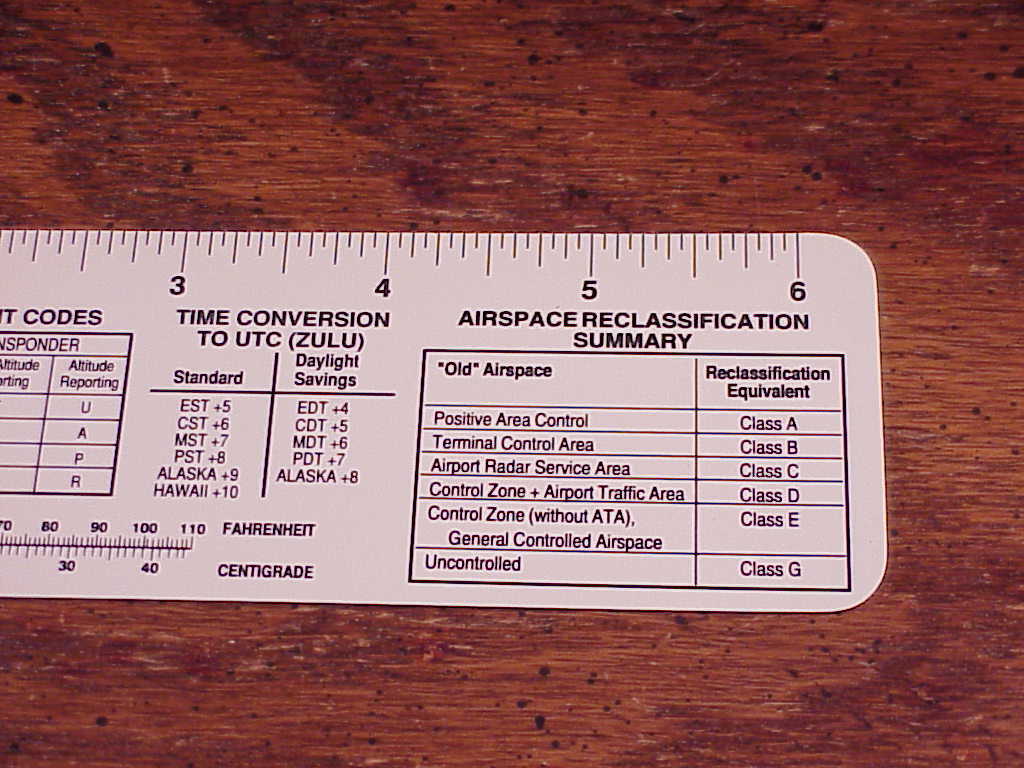 3 4 5 6
CODES
TIME CONVERSION
TO UTC (ZULU)
Standard
Daylight
Savings
EST +5 EDT +4
CST +6 CDT +5
MST +7 MDT +6
PST +8 PDT +7
ALASKA +9 ALASKA +8
HAWAII +10
Altitude
Reporting
U
A
P
R
70 80 90 100 110 FAHRENHEIT
30 40 CENTIGRADE
AIRSPACE RECLASSIFICATION
SUMMARY
"Old" Airspace
Reclassification
Equivalent
Positive Area Control Class A
Terminal Control Area Class B
Airport Radar Service Area Class C
Control Zone + Airport Traffic Area Class D
Control Zone (without ATA), Class E
General Controlled Airspace
Uncontrolled Class G